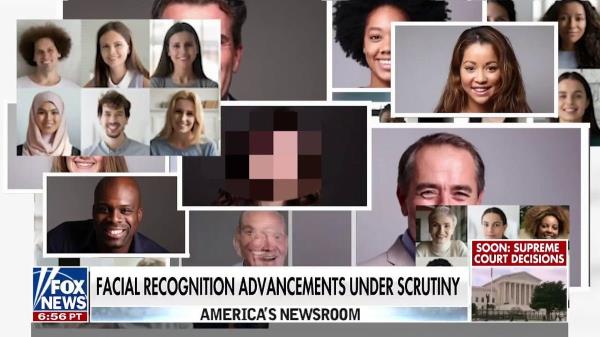 SOON: SUPREME
COURT DECISIONS
FOX
NEWS
6:56 PT
FACIAL RECOGNITION ADVANCEMENTS UNDER SCRUTINY
AMERICA'S NEWSROOM